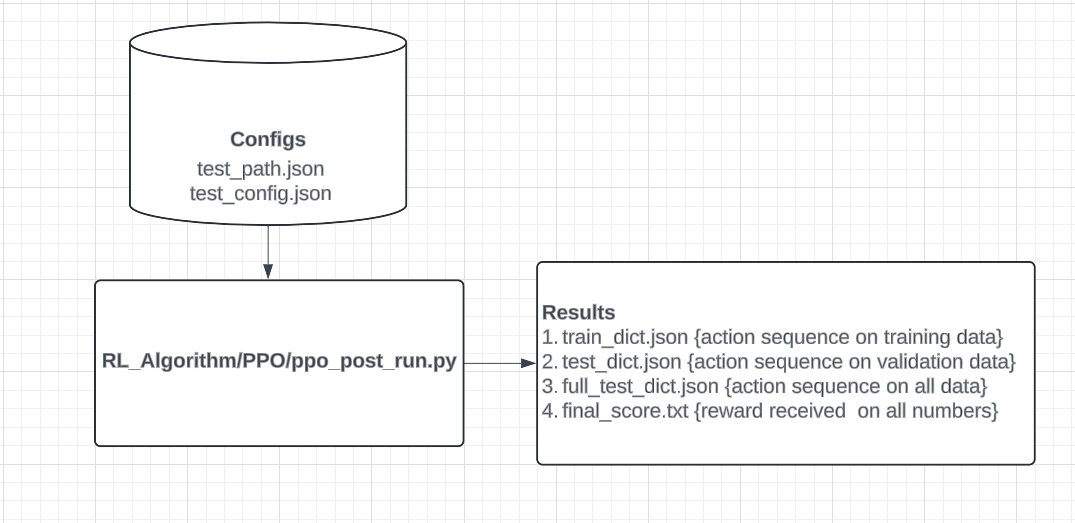 Configs
test_path.json
test_config.json
RL_Algorithm/PPO/ppo_post_run.py
Results
1. train_dict.json {action sequence on training data}
2. test_dict.json {action sequence on validation data}
3. full_test_dict.json {action sequence on all data}
4. final_score.txt {reward received  on all numbers}